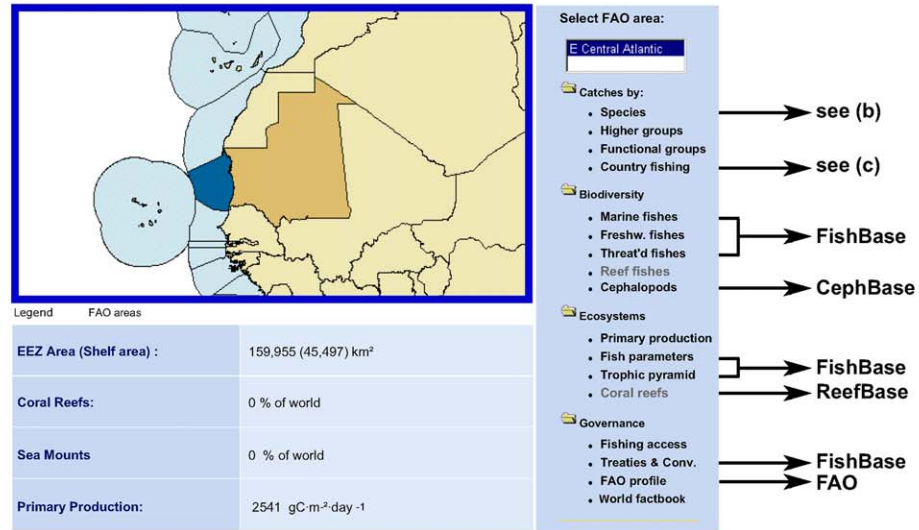 Legend FAO areas
EEZ Area (Shelf area) : 159,955 (45,497) km²
Coral Reefs: 0 % of world
Sea Mounts 0 % of world
Primary Production: 2541 gC·m-²·day -1
Select FAO area:
E Central Atlantic
Catches by:
• Species
• Higher groups
• Functional groups
• Country fishing
Biodiversity
• Marine fishes
• Freshw. fishes
• Threat'd fishes
• Reef fishes
• Cephalopods
Ecosystems
• Primary production
• Fish parameters
• Trophic pyramid
• Coral reefs
Governance
• Fishing access
• Treaties & Conv.
• FAO profile
• World factbook
see (b)
see (c)
FishBase
CephBase
FishBase
ReefBase
FishBase
FAO